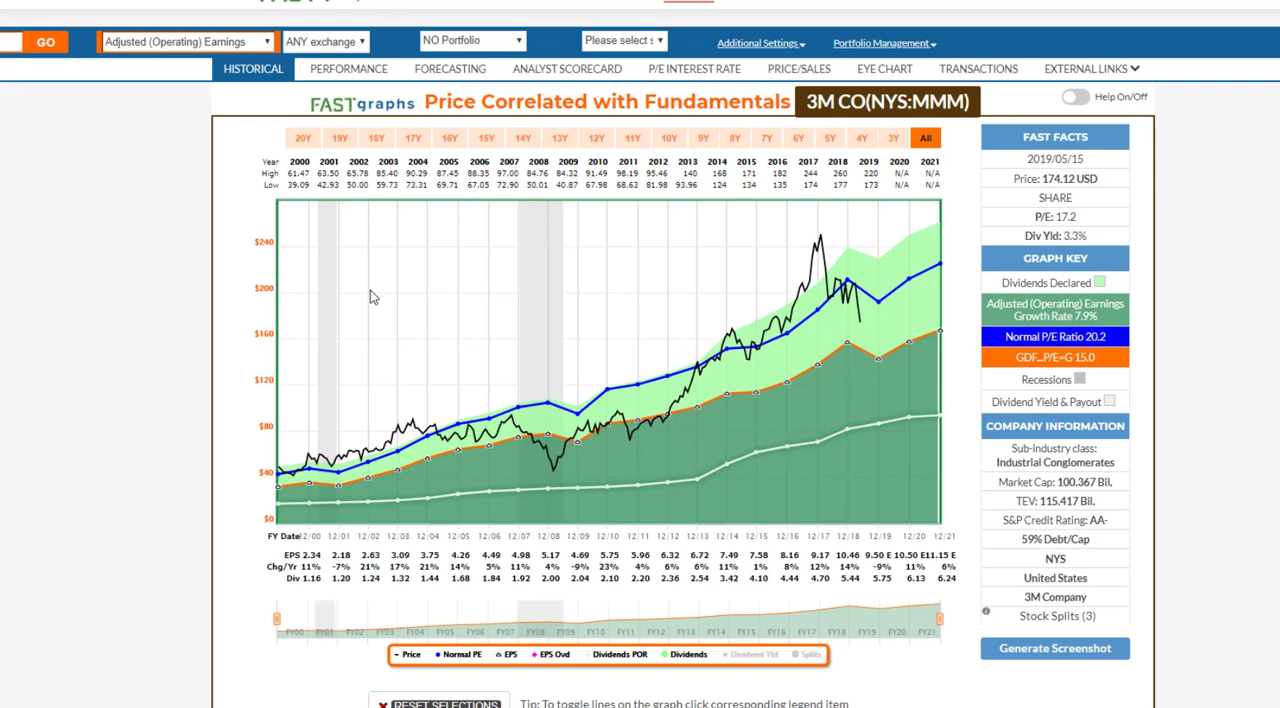 FASTgraphs
GO Adjusted (Operating) Earnings ANY exchange NO Portfolio Please select s Additional Settings Portfolio Management
HISTORICAL PERFORMANCE FORECASTING ANALYST SCORECARD P/E INTEREST RATE PRICE/SALES EYE CHART TRANSACTIONS EXTERNAL LINKS
FASTgraphs Price Correlated with Fundamentals 3M CO(NYS:MMM) Help On/Off
20Y 19Y 18Y 17Y 16Y 15Y 14Y 13Y 12Y 11Y 10Y 9Y 8Y 7Y 6Y 5Y 4Y 3Y All
Year 2000 2001 2002 2003 2004 2005 2006 2007 2008 2009 2010 2011 2012 2013 2014 2015 2016 2017 2018 2019 2020 2021
High 61.47 63.50 65.78 85.40 90.29 87.45 88.35 97.00 84.76 84.32 91.49 98.19 95.46 140 168 171 182 244 260 220 N/A N/A
Low 39.09 42.93 50.00 59.73 73.31 69.71 67.05 72.90 50.01 40.87 67.98 68.63 81.98 93.96 124 134 135 174 177 173 N/A N/A
$240
$200
$160
$120
$80
$40
$0
FY Date 12/00 12/01 12/02 12/03 12/04 12/05 12/06 12/07 12/08 12/09 12/10 12/11 12/12 12/13 12/14 12/15 12/16 12/17 12/18 12/19 12/20 12/21
EPS 2.34 2.18 2.63 3.09 3.75 4.26 4.49 4.98 5.17 4.69 5.75 5.96 6.32 6.72 7.49 7.58 8.16 9.17 10.46 9.50 E 10.50 E 11.15 E
Chg/Yr 11% -7% 21% 17% 21% 14% 5% 11% 4% -9% 23% 4% 6% 6% 11% 1% 8% 12% 14% -9% 11% 6%
Div 1.16 1.20 1.24 1.32 1.44 1.68 1.84 1.92 2.00 2.04 2.10 2.20 2.36 2.54 3.42 4.10 4.44 4.70 5.44 5.75 6.13 6.24
FY00 FY01 FY02 FY03 FY04 FY05 FY06 FY07 FY08 FY09 FY10 FY11 FY12 FY13 FY14 FY15 FY16 FY17 FY18 FY19 FY20 FY21
Price Normal PE EPS EPS Ovd Dividends POR Dividends Dividend Yld Splits
RESET SELECTIONS Tip: To toggle lines on the graph click corresponding legend item
FAST FACTS
2019/05/15
Price: 174.12 USD
SHARE
P/E: 17.2
Div Yld: 3.3%
GRAPH KEY
Dividends Declared
Adjusted (Operating) Earnings
Growth Rate 7.9%
Normal P/E Ratio 20.2
GDF_P/E=G 15.0
Recessions
Dividend Yield & Payout
COMPANY INFORMATION
Sub-industry class:
Industrial Conglomerates
Market Cap: 100.367 Bil.
TEV: 115.417 Bil.
S&P Credit Rating: AA-
59% Debt/Cap
NYS
United States
3M Company
Stock Splits (3)
Generate Screenshot